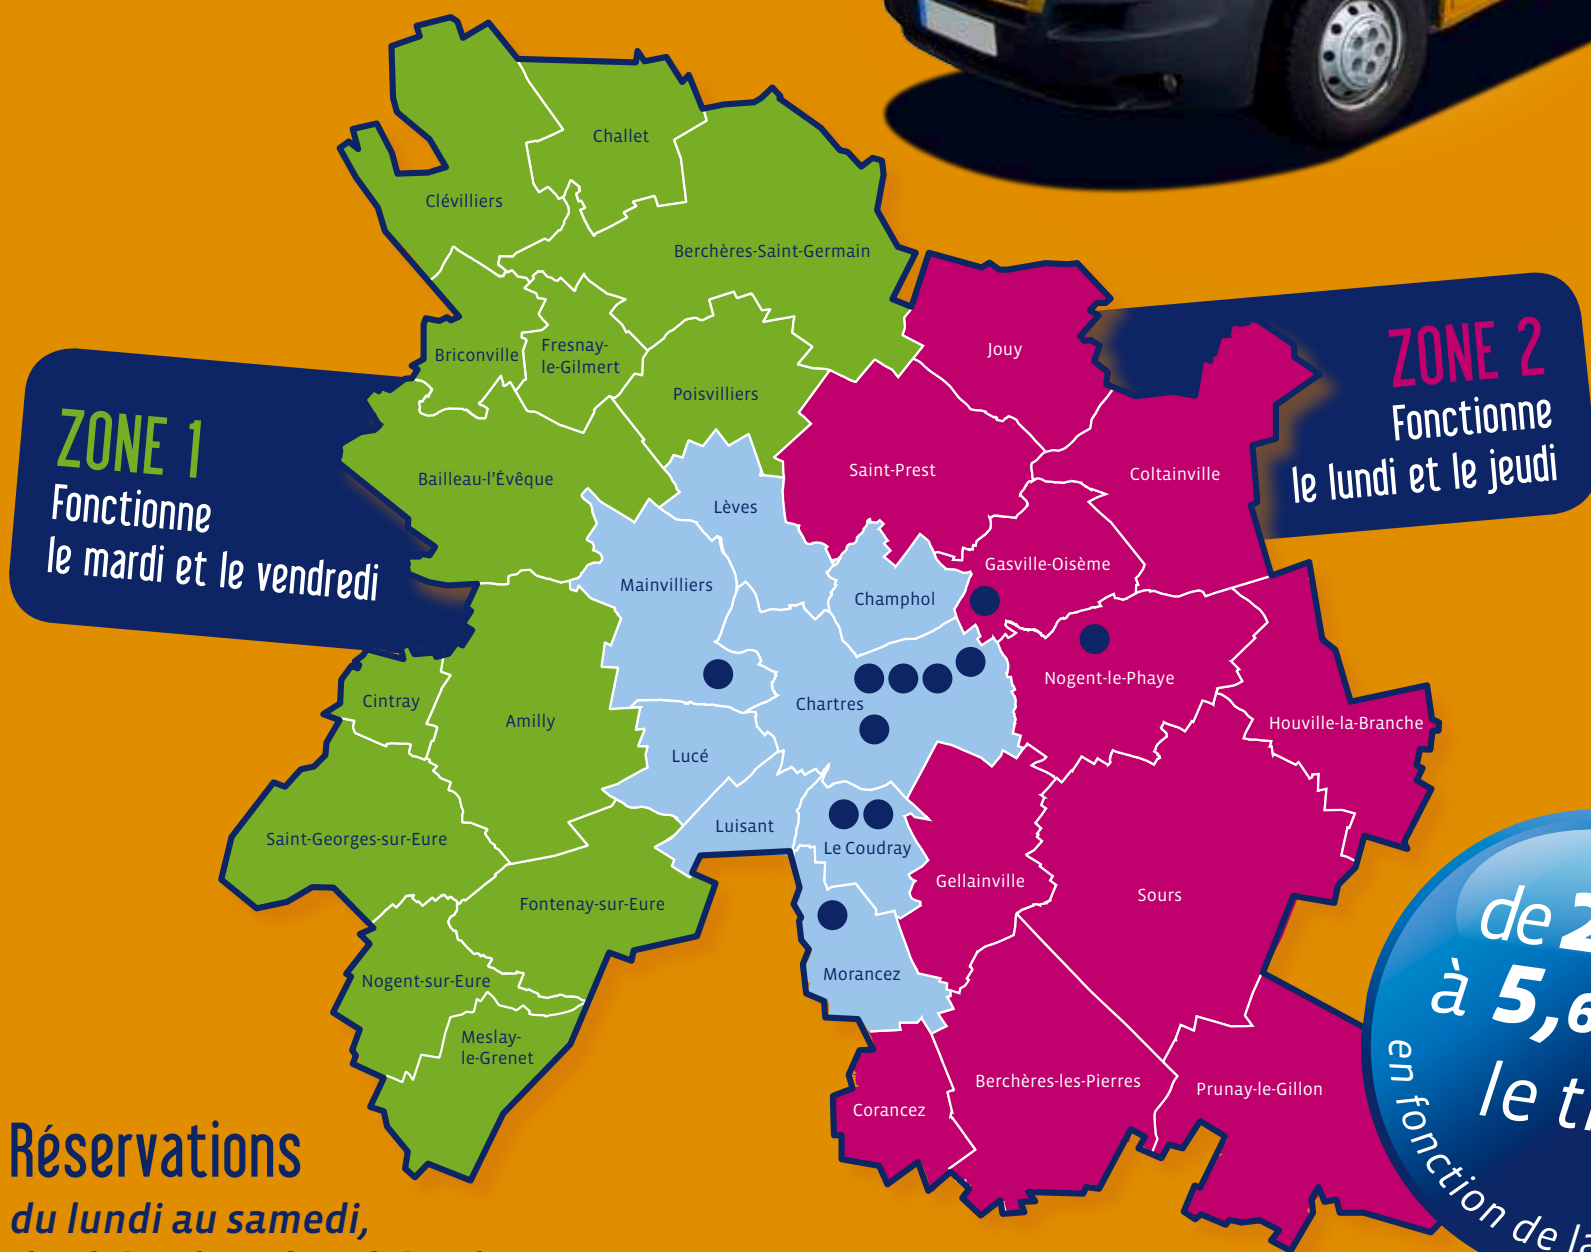 Challet
Clévilliers
Berchères-Saint-Germain
Briconville
Fresnay-
le-Gilmert
Poisvilliers
Jouy
ZONE 1
Fonctionne
le mardi et le vendredi
ZONE 2
Fonctionne
le lundi et le jeudi
Bailleau-l'Évêque
Lèves
Saint-Prest
Coltainville
Mainvilliers
Champhol
Gasville-Oisème
Cintray
Amilly
Chartres
Nogent-le-Phaye
Houville-la-Branche
Lucé
Luisant
Le Coudray
Saint-Georges-sur-Eure
Fontenay-sur-Eure
Gellainville
Sours
Nogent-sur-Eure
Morancez
Meslay-
le-Grenet
Corancez
Berchères-les-Pierres
Prunay-le-Gillon
de 2
à 5,6
le
en fonction de la
Réservations
du lundi au samedi,